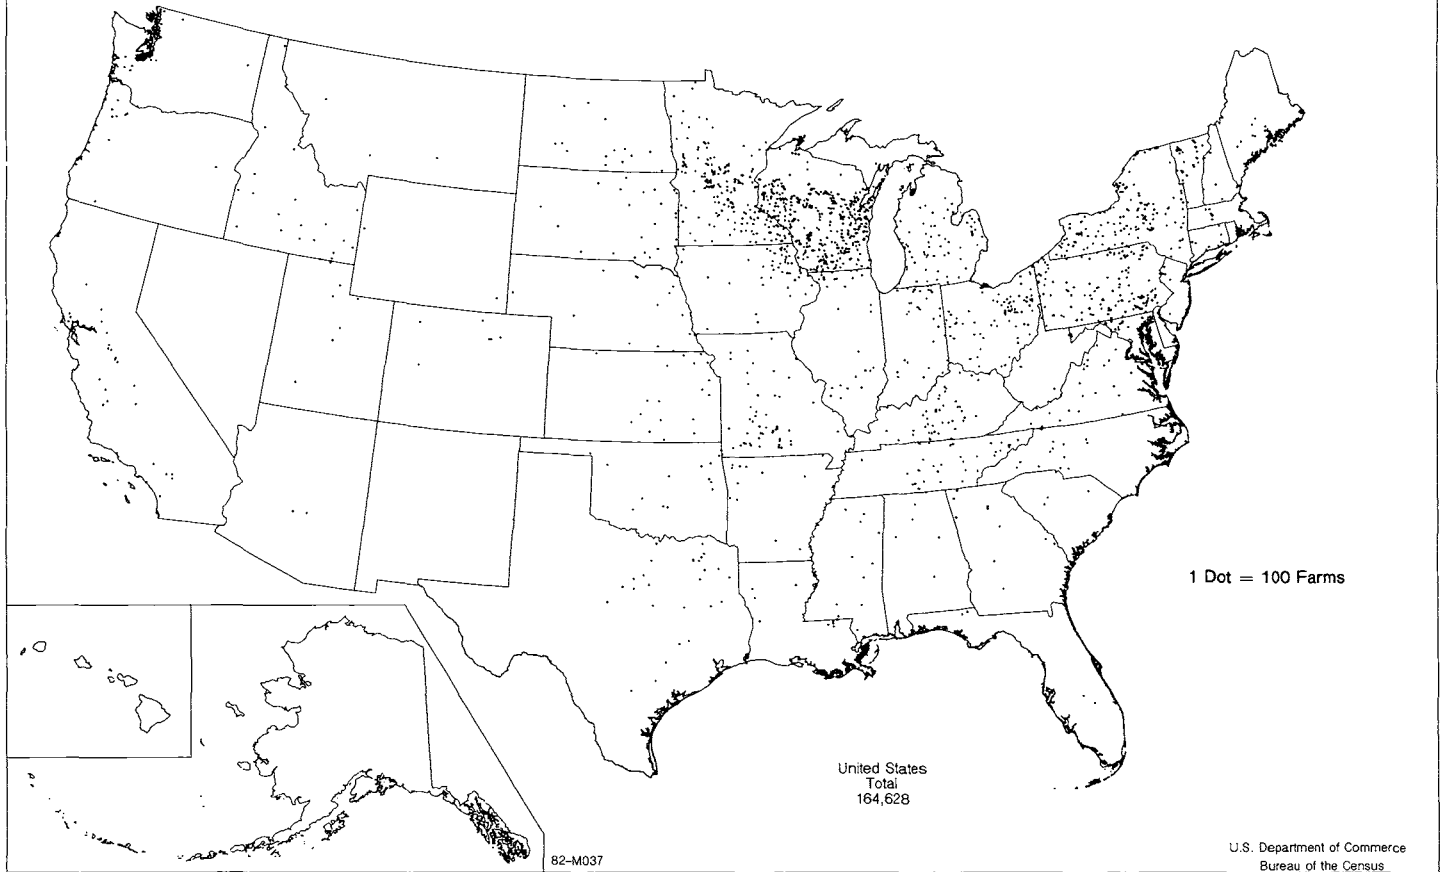 1 Dot = 100 Farms
United States
Total
164,628
82-M037
U.S. Department of Commerce
Bureau of the Census